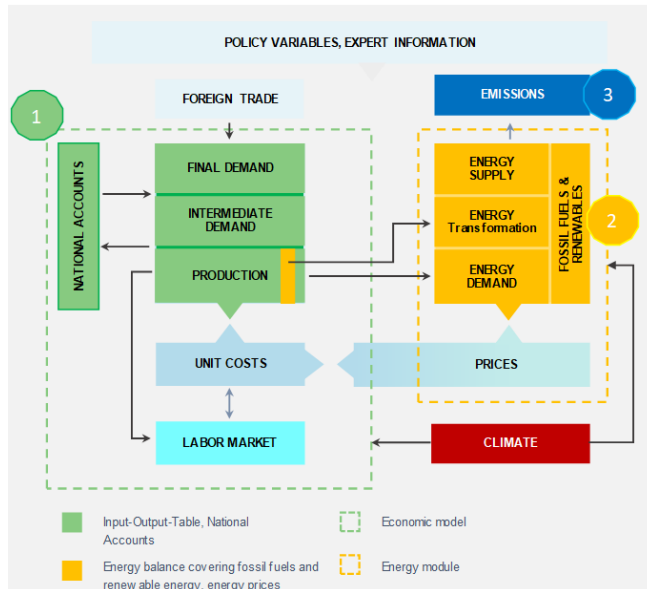 POLICY VARIABLES, EXPERT INFORMATION
FOREIGN TRADE
EMISSIONS
3
1
NATIONAL ACCOUNTS
FINAL DEMAND
INTERMEDIATE
DEMAND
PRODUCTION
ENERGY
SUPPLY
ENERGY
Transformation
ENERGY
DEMAND
FOSSIL FUELS &
RENEWABLES
2
UNIT COSTS
PRICES
LABOR MARKET
CLIMATE
Input-Output-Table, National
Accounts
Economic model
Energy balance covering fossil fuels and
renewable energy, energy prices
Energy module